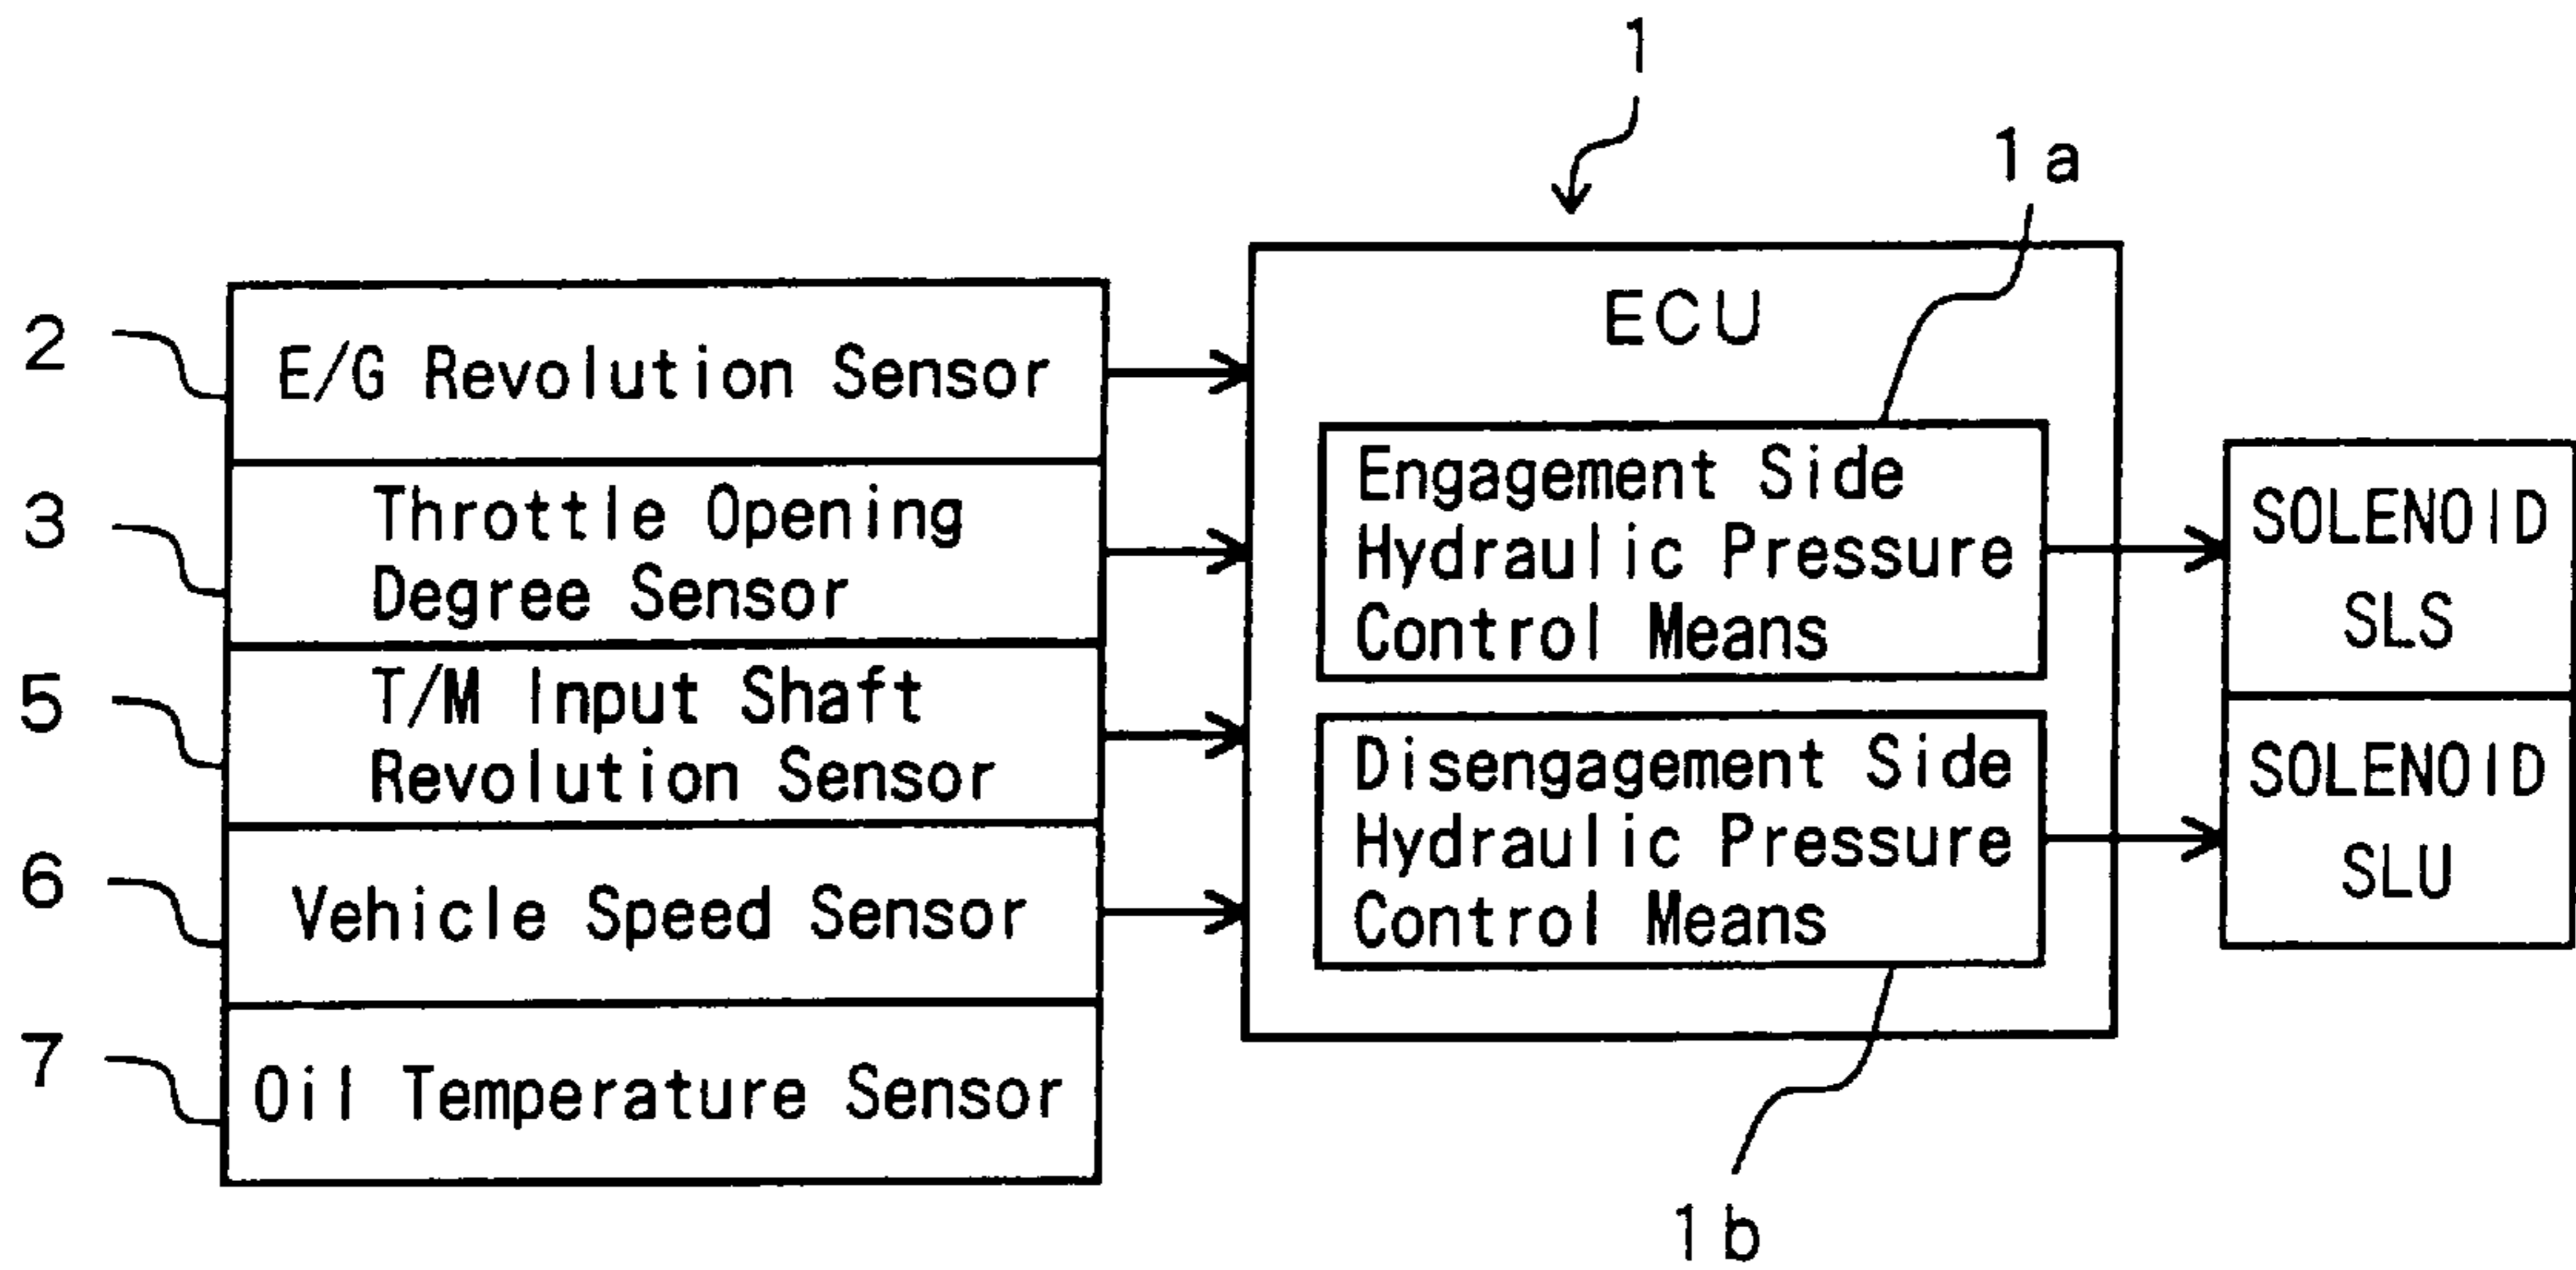 1
1a
ECU
2
E/G Revolution Sensor
3
Throttle Opening
Degree Sensor
5
T/M Input Shaft
Revolution Sensor
6
Vehicle Speed Sensor
7
Oil Temperature Sensor
Engagement Side
Hydraulic Pressure
Control Means
Disengagement Side
Hydraulic Pressure
Control Means
1b
SOLENOID
SLS
SOLENOID
SLU